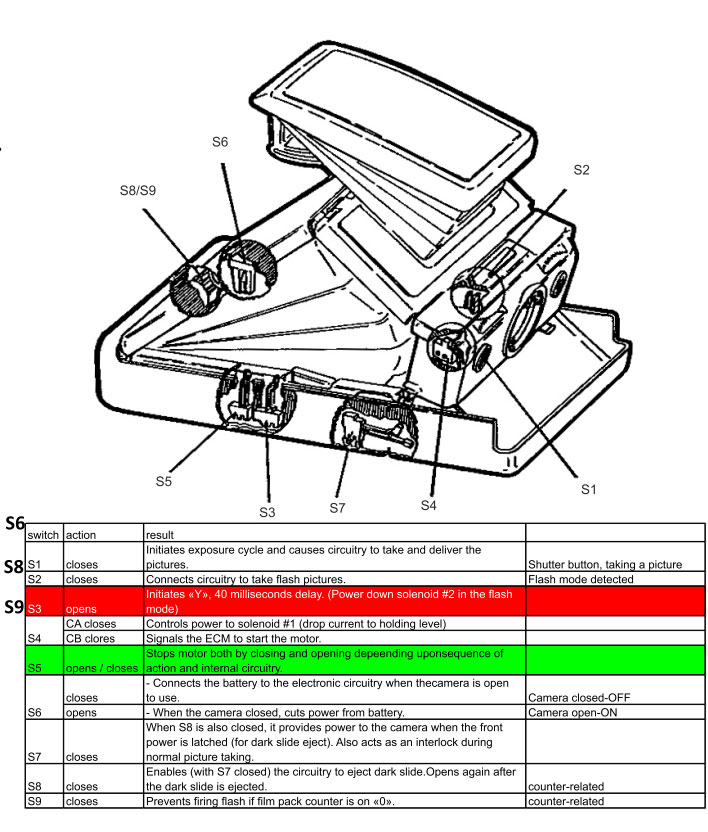 S6
S2
S8/S9
S5
S3
S7
S4
S1
S6
S8
S9
switch action result
S1 closes Initiates exposure cycle and causes circuitry to take and deliver the
pictures. Shutter button, taking a picture
S2 closes Connects circuitry to take flash pictures. Flash mode detected
S3 opens Initiates «Y», 40 milliseconds delay. (Power down solenoid #2 in the flash
mode)
S4 CA closes Controls power to solenoid #1 (drop current to holding level)
CB clores Signals the ECM to start the motor.
S5 opens / closes Stops motor both by closing and opening depeending uponsequence of
action and internal circuitry.
S6 closes - Connects the battery to the electronic circuitry when thecamera is open
to use. Camera closed-OFF
opens - When the camera closed, cuts power from battery. Camera open-ON
S7 closes When S8 is also closed, it provides power to the camera when the front
power is latched (for dark slide eject). Also acts as an interlock during
normal picture taking.
S8 closes Enables (with S7 closed) the circuitry to eject dark slide.Opens again after
the dark slide is ejected. counter-related
S9 closes Prevents firing flash if film pack counter is on «0». counter-related